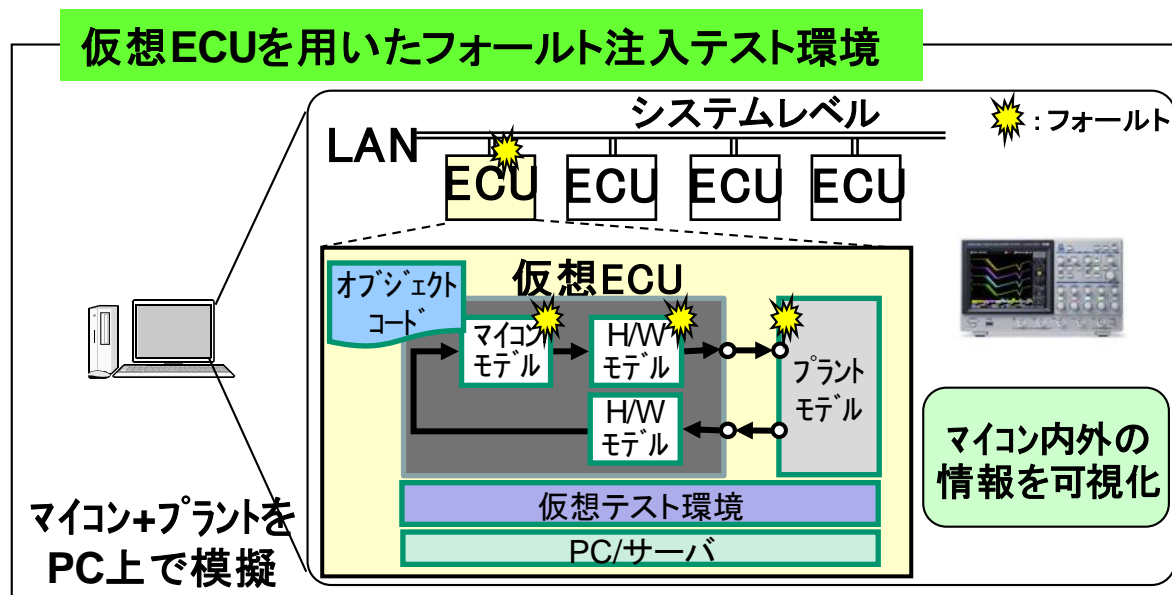 仮想ECUを用いたフォールト注入テスト環境
システムレベル
：フォールト
LAN
ECU
ECU
ECU
ECU
仮想ECU
オブジェクト
コード
マイコン
モデル
H/W
モデル
H/W
モデル
プラント
モデル
仮想テスト環境
PC/サーバ
マイコン内外の
情報を可視化
マイコン+プラントを
PC上で模擬